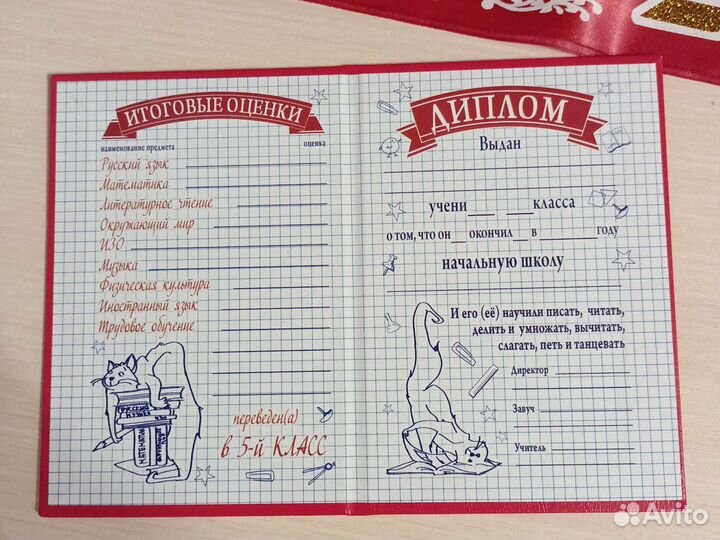 ИТОГОВЫЕ ОЦЕНКИ
наименование предмета оценка
Русский язык
Математика
Литературное чтение
Окружающий мир
ИЗО
Музыка
Физическая культура
Иностранный язык
Трудовое обучение
переведен(а)
в 5-й КЛАСС
ДИПЛОМ
Выдан
учени класса
о том, что он окончил в году
начальную школу
И его (её) научили писать, читать,
делить и умножать, вычитать,
слагать, петь и танцевать
Директор
Завуч
Учитель
Avito